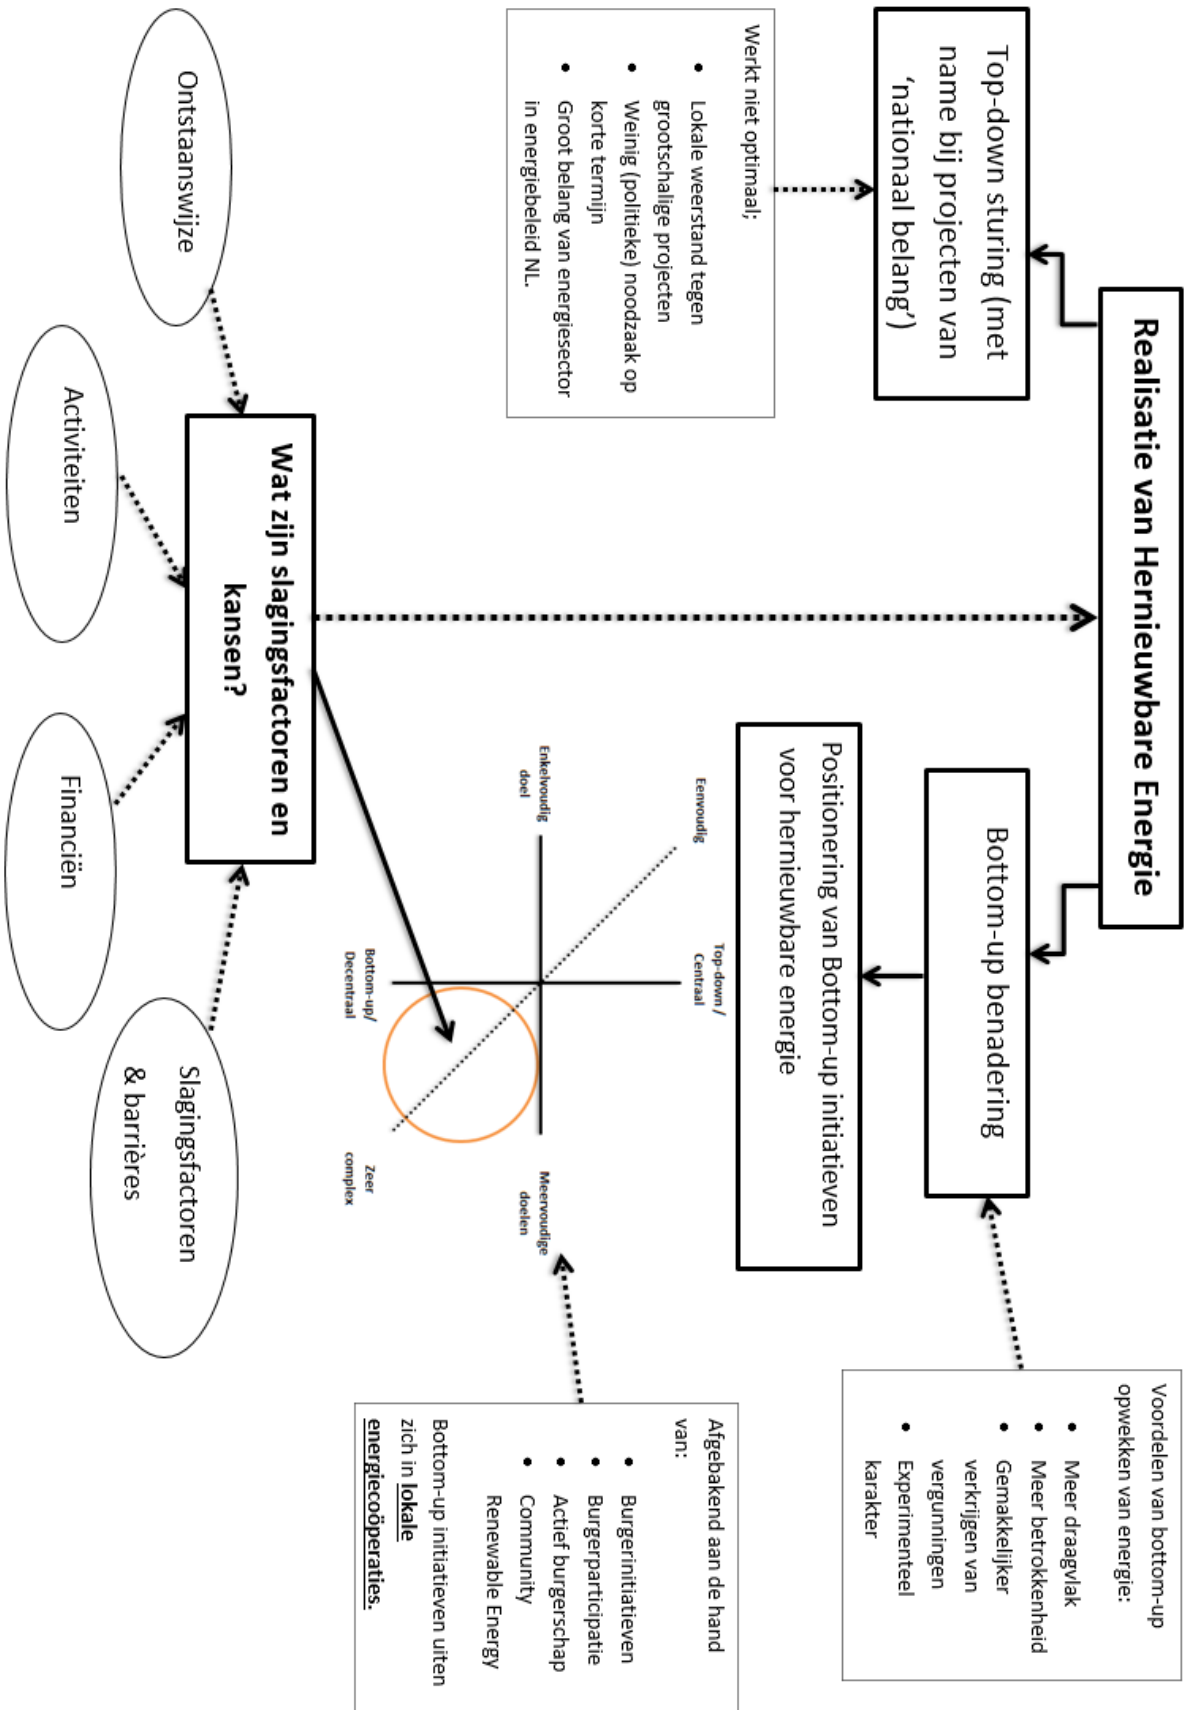 Realisatie van Hernieuwbare Energie
Top-down sturing (met
name bij projecten van
‘nationaal belang’)
Werkt niet optimaal;
• Lokale weerstand tegen
grootschalige projecten
• Weinig (politieke) noodzaak op
korte termijn
• Groot belang van energiesector
in energiebeleid NL.
Bottom-up benadering
Voordelen van bottom-up
opwekken van energie:
• Meer draagvlak
• Meer betrokkenheid
• Gemakkelijker
verkrijgen van
vergunningen
• Experimenteel
karakter
Positionering van Bottom-up initiatieven
voor hernieuwbare energie
Eenvoudig
Top-down /
Centraal
Enkelvoudig
doel
Meervoudige
doelen
Bottom-up/
Decentraal
Zeer
complex
Afgebakend aan de hand
van:
• Burgerinitiatieven
• Burgerparticipatie
• Actief burgerschap
• Community
Renewable Energy
Bottom-up initiatieven uiten
zich in lokale
energiecoöperaties.
Wat zijn slagingsfactoren en
kansen?
Ontstaanswijze
Activiteiten
Financiën
Slagingsfactoren
& barrières